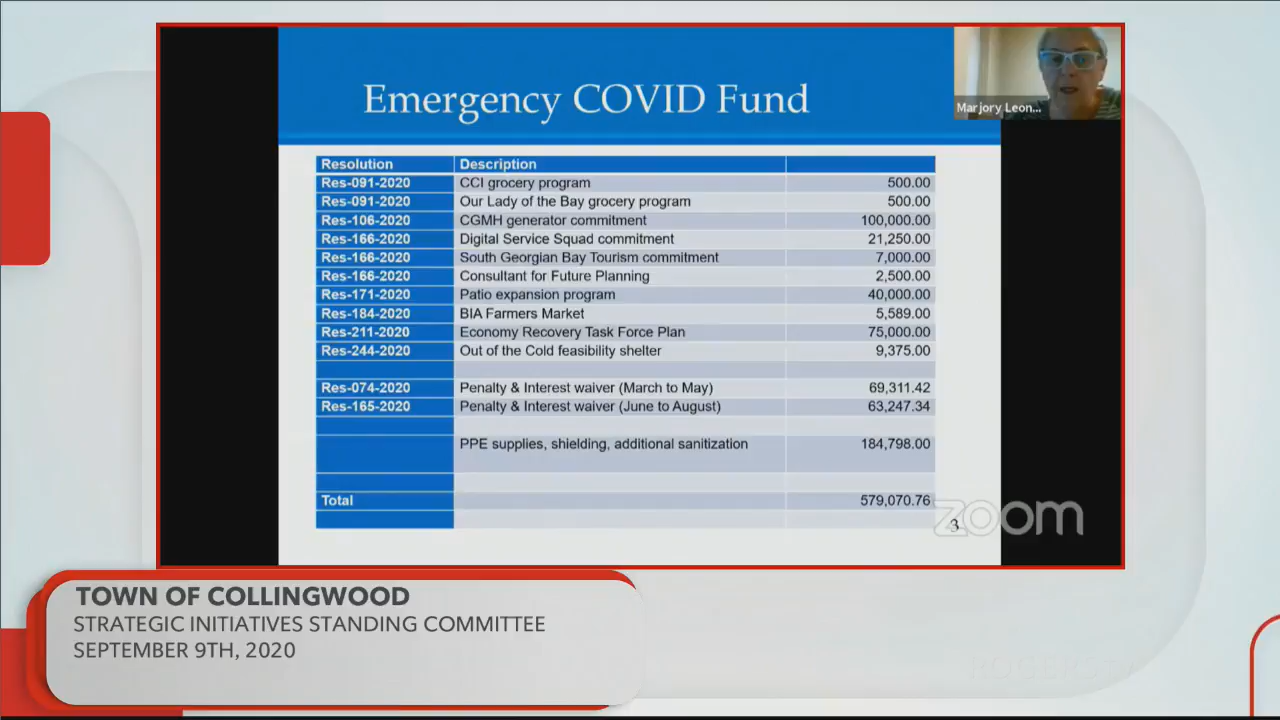 Emergency COVID Fund
Marjory Leon...
Resolution Description
Res-091-2020 CCI grocery program 500.00
Res-091-2020 Our Lady of the Bay grocery program 500.00
Res-106-2020 CGMH generator commitment 100,000.00
Res-166-2020 Digital Service Squad commitment 21,250.00
Res-166-2020 South Georgian Bay Tourism commitment 7,000.00
Res-166-2020 Consultant for Future Planning 2,500.00
Res-171-2020 Patio expansion program 40,000.00
Res-184-2020 BIA Farmers Market 5,589.00
Res-211-2020 Economy Recovery Task Force Plan 75,000.00
Res-244-2020 Out of the Cold feasibility shelter 9,375.00
Res-074-2020 Penalty & Interest waiver (March to May) 69,311.42
Res-165-2020 Penalty & Interest waiver (June to August) 63,247.34
PPE supplies, shielding, additional sanitization 184,798.00
Total 579,070.76
zoom
3
TOWN OF COLLINGWOOD
STRATEGIC INITIATIVES STANDING COMMITTEE
SEPTEMBER 9TH, 2020